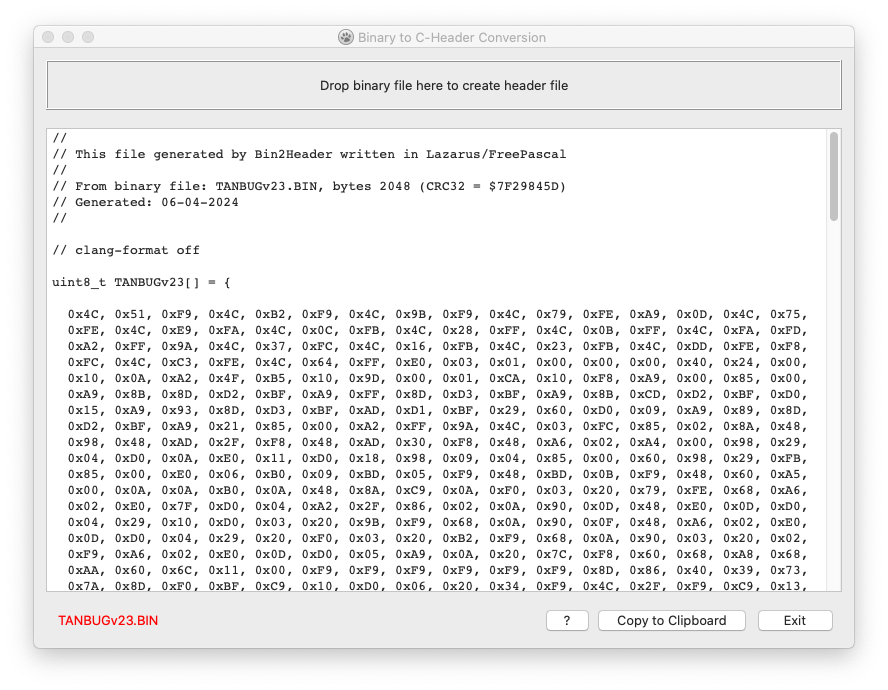 Binary to C-Header Conversion
Drop binary file here to create header file
//
// This file generated by Bin2Header written in Lazarus/FreePascal
//
// From binary file: TANBUGv23.BIN, bytes 2048 (CRC32 = $7F29845D)
// Generated: 06-04-2024
//
// clang-format off
uint8_t TANBUGv23[] = {
0x4C, 0x51, 0xF9, 0x4C, 0xB2, 0xF9, 0x4C, 0x9B, 0xF9, 0x4C, 0x79, 0xFE, 0xA9, 0x0D, 0x4C, 0x75,
0xFE, 0x4C, 0xE9, 0xFA, 0x4C, 0x0C, 0xFB, 0x4C, 0x28, 0xFF, 0x4C, 0x0B, 0xFF, 0x4C, 0xFA, 0xFD,
0xA2, 0xFF, 0x9A, 0x4C, 0x37, 0xFC, 0x4C, 0x16, 0xFB, 0x4C, 0x23, 0xFB, 0x4C, 0xDD, 0xFE, 0xF8,
0xFC, 0x4C, 0xC3, 0xFE, 0x4C, 0x64, 0xFF, 0xE0, 0x03, 0x01, 0x00, 0x00, 0x00, 0x40, 0x24, 0x00,
0x10, 0x0A, 0xA2, 0x4F, 0xB5, 0x10, 0x9D, 0x00, 0x01, 0xCA, 0x10, 0xF8, 0xA9, 0x00, 0x85, 0x00,
0xA9, 0x8B, 0x8D, 0xD2, 0xBF, 0xA9, 0xFF, 0x8D, 0xD3, 0xBF, 0xA9, 0x8B, 0xCD, 0xD2, 0xBF, 0xD0,
0x15, 0xA9, 0x93, 0x8D, 0xD3, 0xBF, 0xAD, 0xD1, 0xBF, 0x29, 0x60, 0xD0, 0x09, 0xA9, 0x89, 0x8D,
0xD2, 0xBF, 0xA9, 0x21, 0x85, 0x00, 0xA2, 0xFF, 0x9A, 0x4C, 0x03, 0xFC, 0x85, 0x02, 0x8A, 0x48,
0x98, 0x48, 0xAD, 0x2F, 0xF8, 0x48, 0xAD, 0x30, 0xF8, 0x48, 0xA6, 0x02, 0xA4, 0x00, 0x98, 0x29,
0x04, 0xD0, 0x0A, 0xE0, 0x11, 0xD0, 0x18, 0x98, 0x09, 0x04, 0x85, 0x00, 0x60, 0x98, 0x29, 0xFB,
0x85, 0x00, 0xE0, 0x06, 0xB0, 0x09, 0xBD, 0x05, 0xF9, 0x48, 0xBD, 0x0B, 0xF9, 0x48, 0x60, 0xA5,
0x00, 0x0A, 0x0A, 0xB0, 0x0A, 0x48, 0x8A, 0xC9, 0x0A, 0xF0, 0x03, 0x20, 0x79, 0xFE, 0x68, 0xA6,
0x02, 0xE0, 0x7F, 0xD0, 0x04, 0xA2, 0x2F, 0x86, 0x02, 0x0A, 0x90, 0x0D, 0x48, 0xE0, 0x0D, 0xD0,
0x04, 0x29, 0x10, 0xD0, 0x03, 0x20, 0x9B, 0xF9, 0x68, 0x0A, 0x90, 0x0F, 0x48, 0xA6, 0x02, 0xE0,
0x0D, 0xD0, 0x04, 0x29, 0x20, 0xF0, 0x03, 0x20, 0xB2, 0xF9, 0x68, 0x0A, 0x90, 0x03, 0x20, 0x02,
0xF9, 0xA6, 0x02, 0xE0, 0x0D, 0xD0, 0x05, 0xA9, 0x0A, 0x20, 0x7C, 0xF8, 0x60, 0x68, 0xA8, 0x68,
0xAA, 0x60, 0x6C, 0x11, 0x00, 0xF9, 0xF9, 0xF9, 0xF9, 0xF9, 0xF9, 0x8D, 0x86, 0x40, 0x39, 0x73,
0x7A, 0x8D, 0xF0, 0xBF, 0xC9, 0x10, 0xD0, 0x06, 0x20, 0x34, 0xF9, 0x4C, 0x2F, 0xF9, 0xC9, 0x13,
TANBUGv23.BIN
?
Copy to Clipboard
Exit